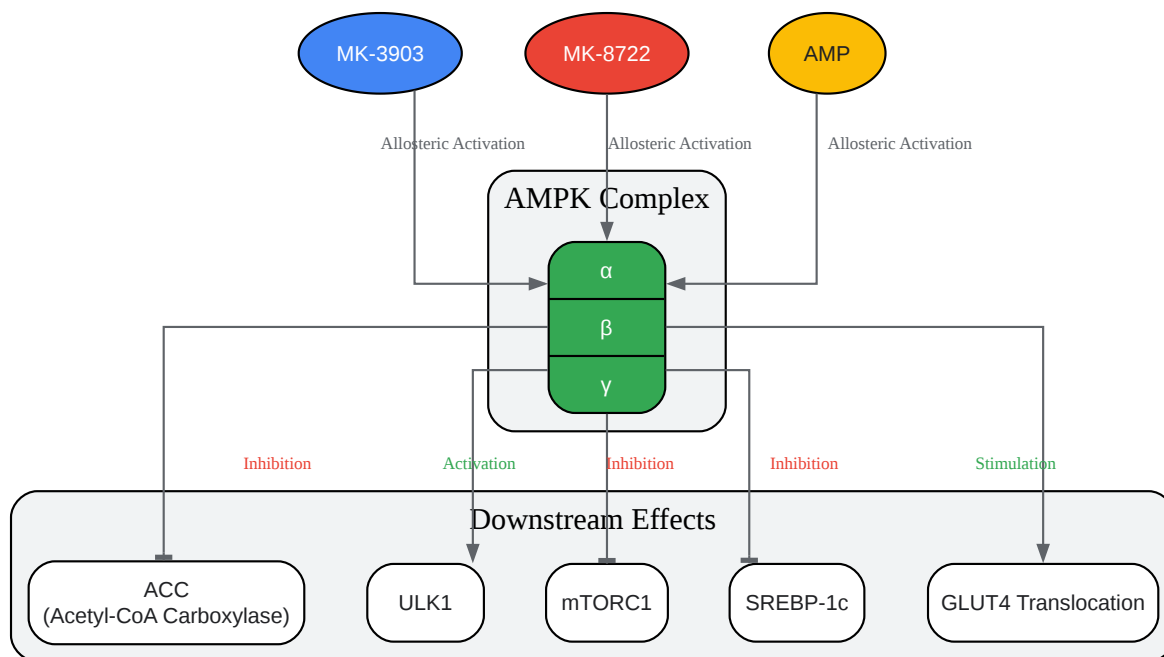 MK-3903
MK-8722
AMP
Allosteric Activation
Allosteric Activation
Allosteric Activation
AMPK Complex
α
β
γ
Inhibition
Activation
Inhibition
Inhibition
Stimulation
Downstream Effects
ACC
(Acetyl-CoA Carboxylase)
ULK1
mTORC1
SREBP-1c
GLUT4 Translocation